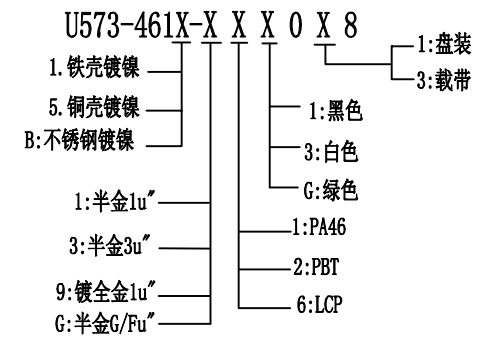 U573-461X-XXX0X8
1.铁壳镀镍
5.铜壳镀镍
B:不锈钢镀镍
1:半金1u"
3:半金3u"
9:镀全金1u"
G:半金G/Fu"
1:PA46
2:PBT
6:LCP
1:黑色
3:白色
G:绿色
1:盘装
3:载带